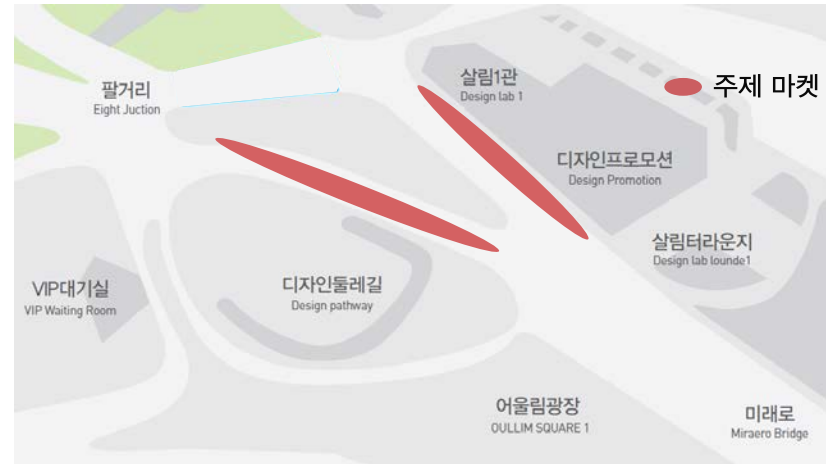 팔거리
Eight Juction
살림1관
Design lab 1
주제 마켓
디자인프로모션
Design Promotion
살림터라운지
Design lab lounde1
VIP대기실
VIP Waiting Room
디자인둘레길
Design pathway
어울림광장
OULLIM SQUARE 1
미래로
Miraero Bridge